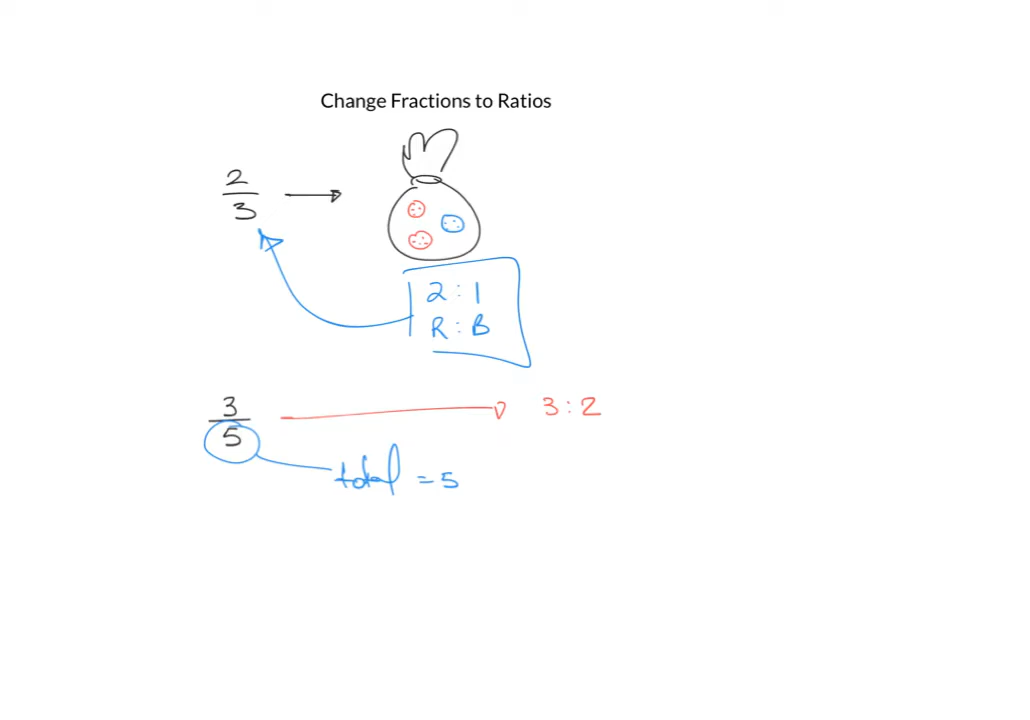 Change Fractions to Ratios
2
3
2 : 1
R : B
3
5
3 : 2
total = 5